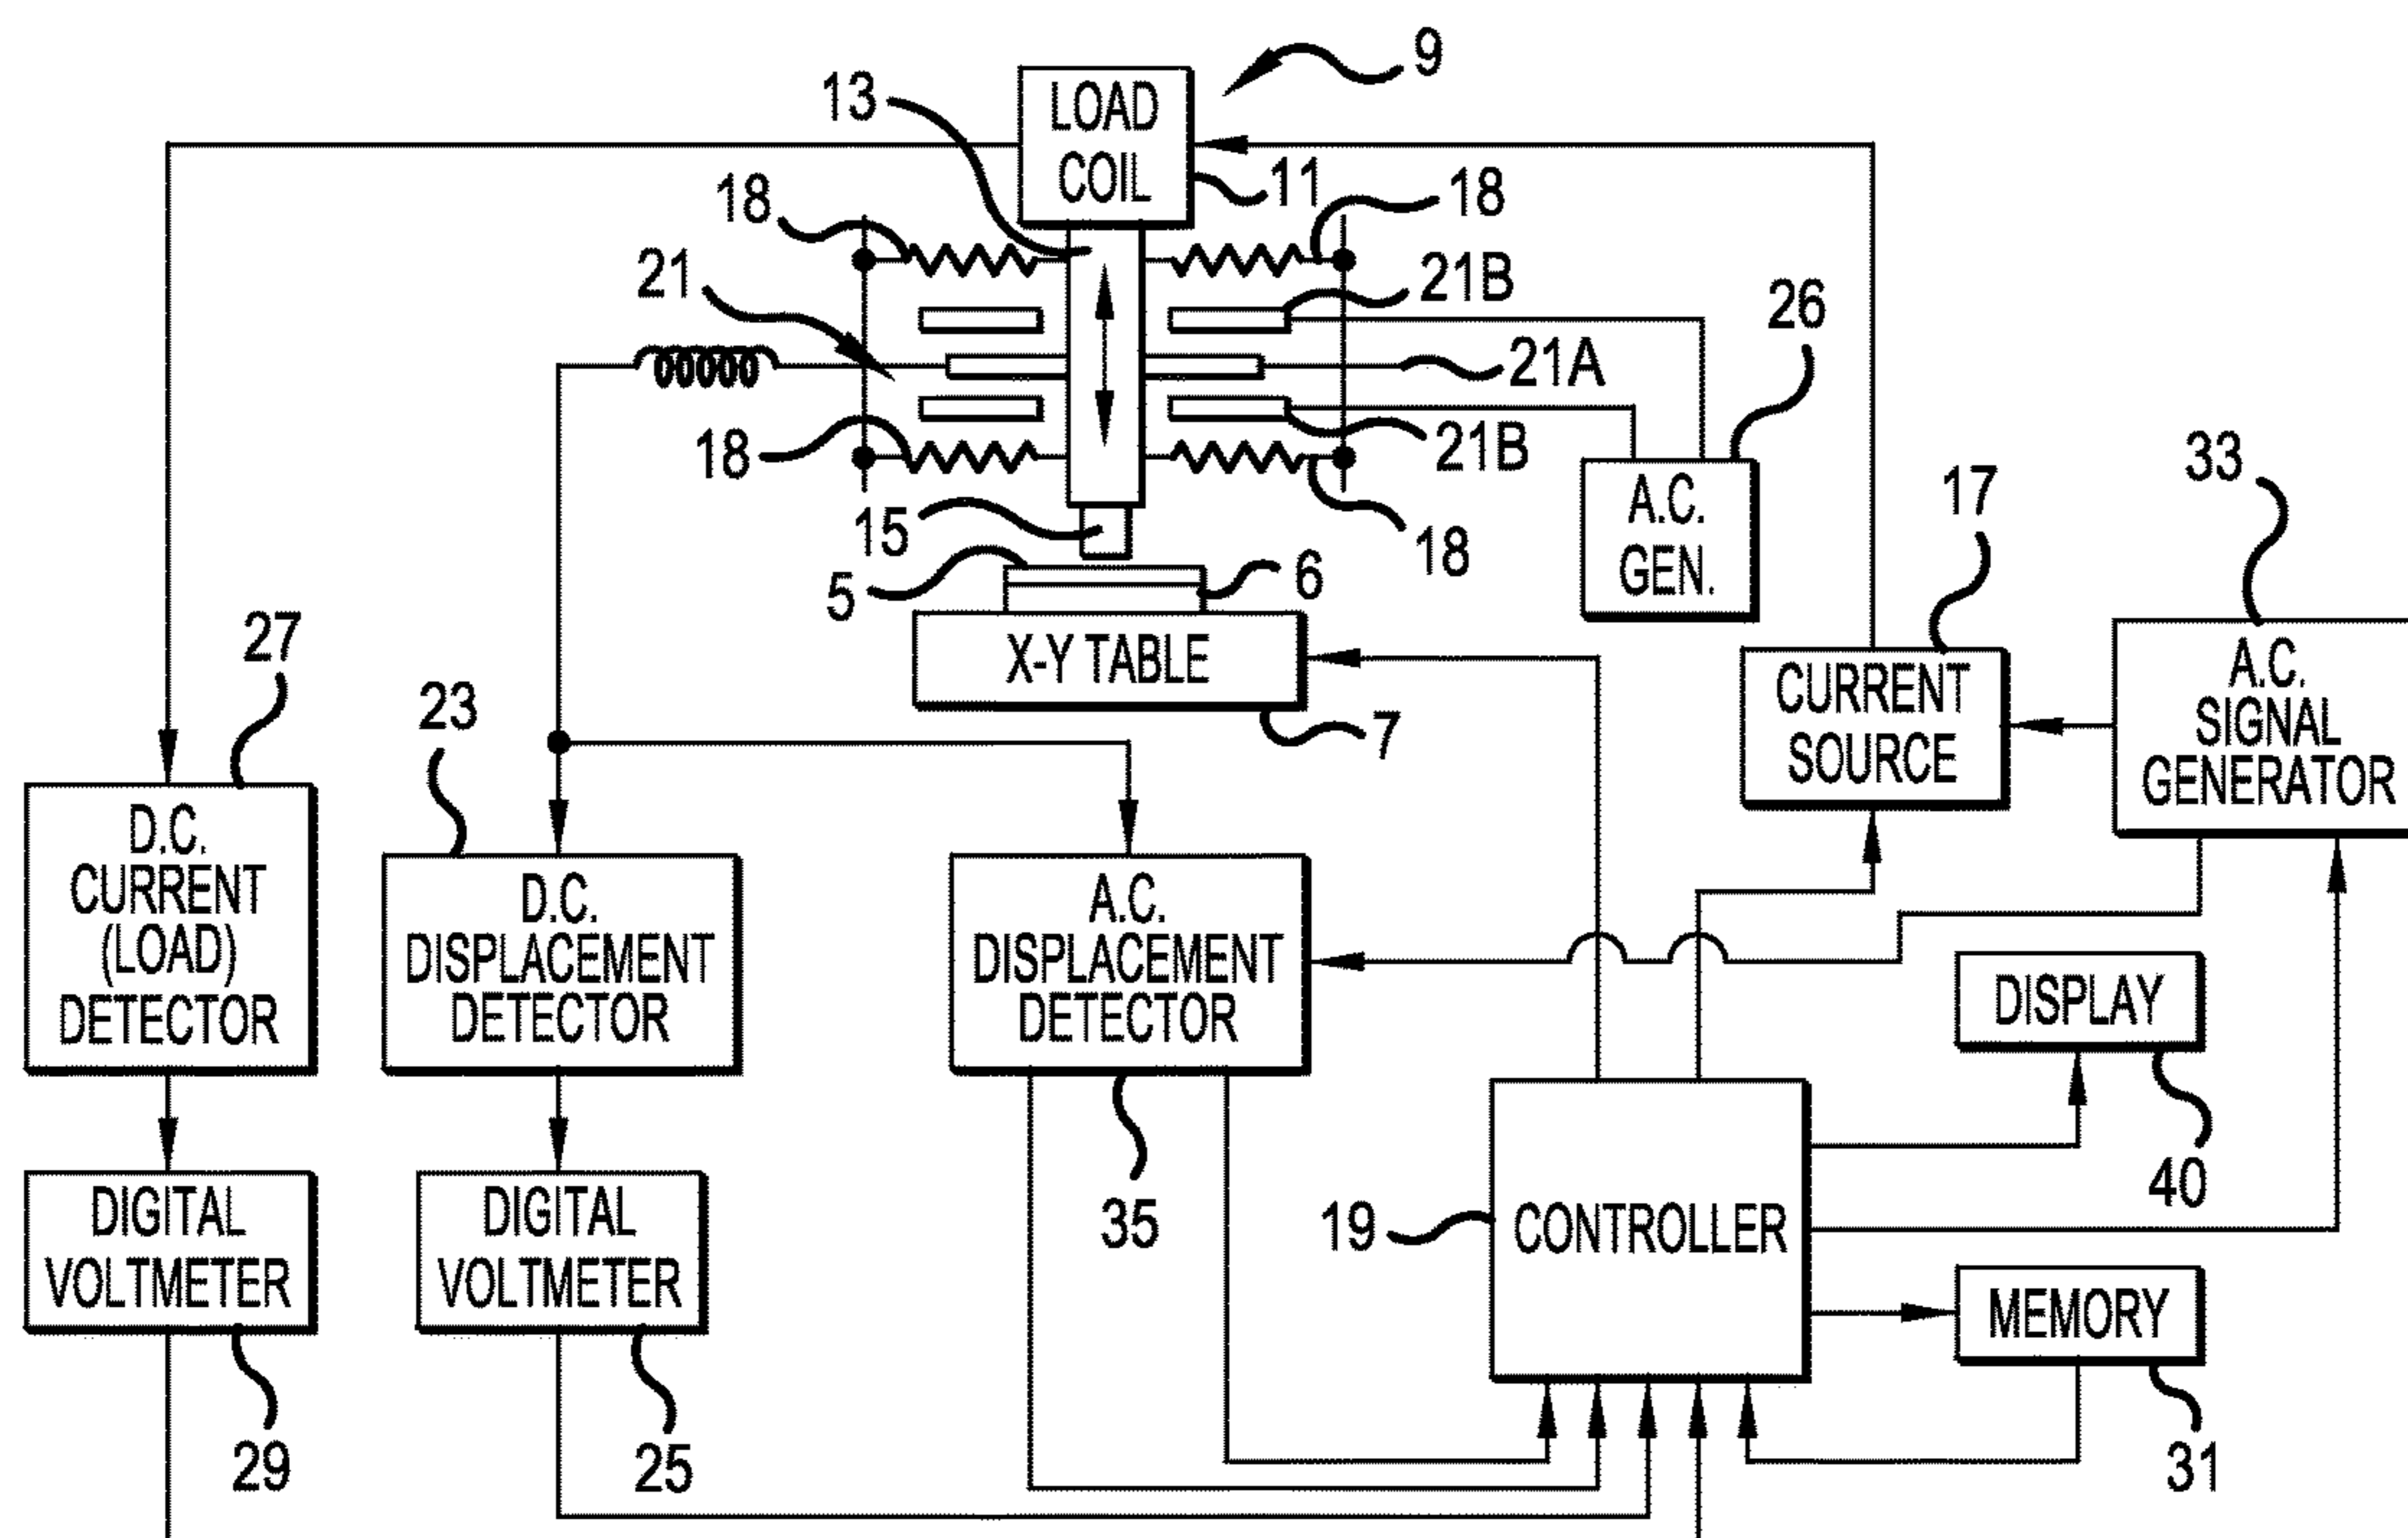 9
13
LOAD
COIL
11
18
18
21
21B
26
21A
18
21B
33
17
A.C.
GEN.
15
18
5
6
X-Y TABLE
27
23
7
CURRENT
SOURCE
A.C.
SIGNAL
GENERATOR
D.C.
CURRENT
(LOAD)
DETECTOR
D.C.
DISPLACEMENT
DETECTOR
A.C.
DISPLACEMENT
DETECTOR
DISPLAY
40
DIGITAL
VOLTMETER
DIGITAL
VOLTMETER
35
19
CONTROLLER
MEMORY
29
25
31